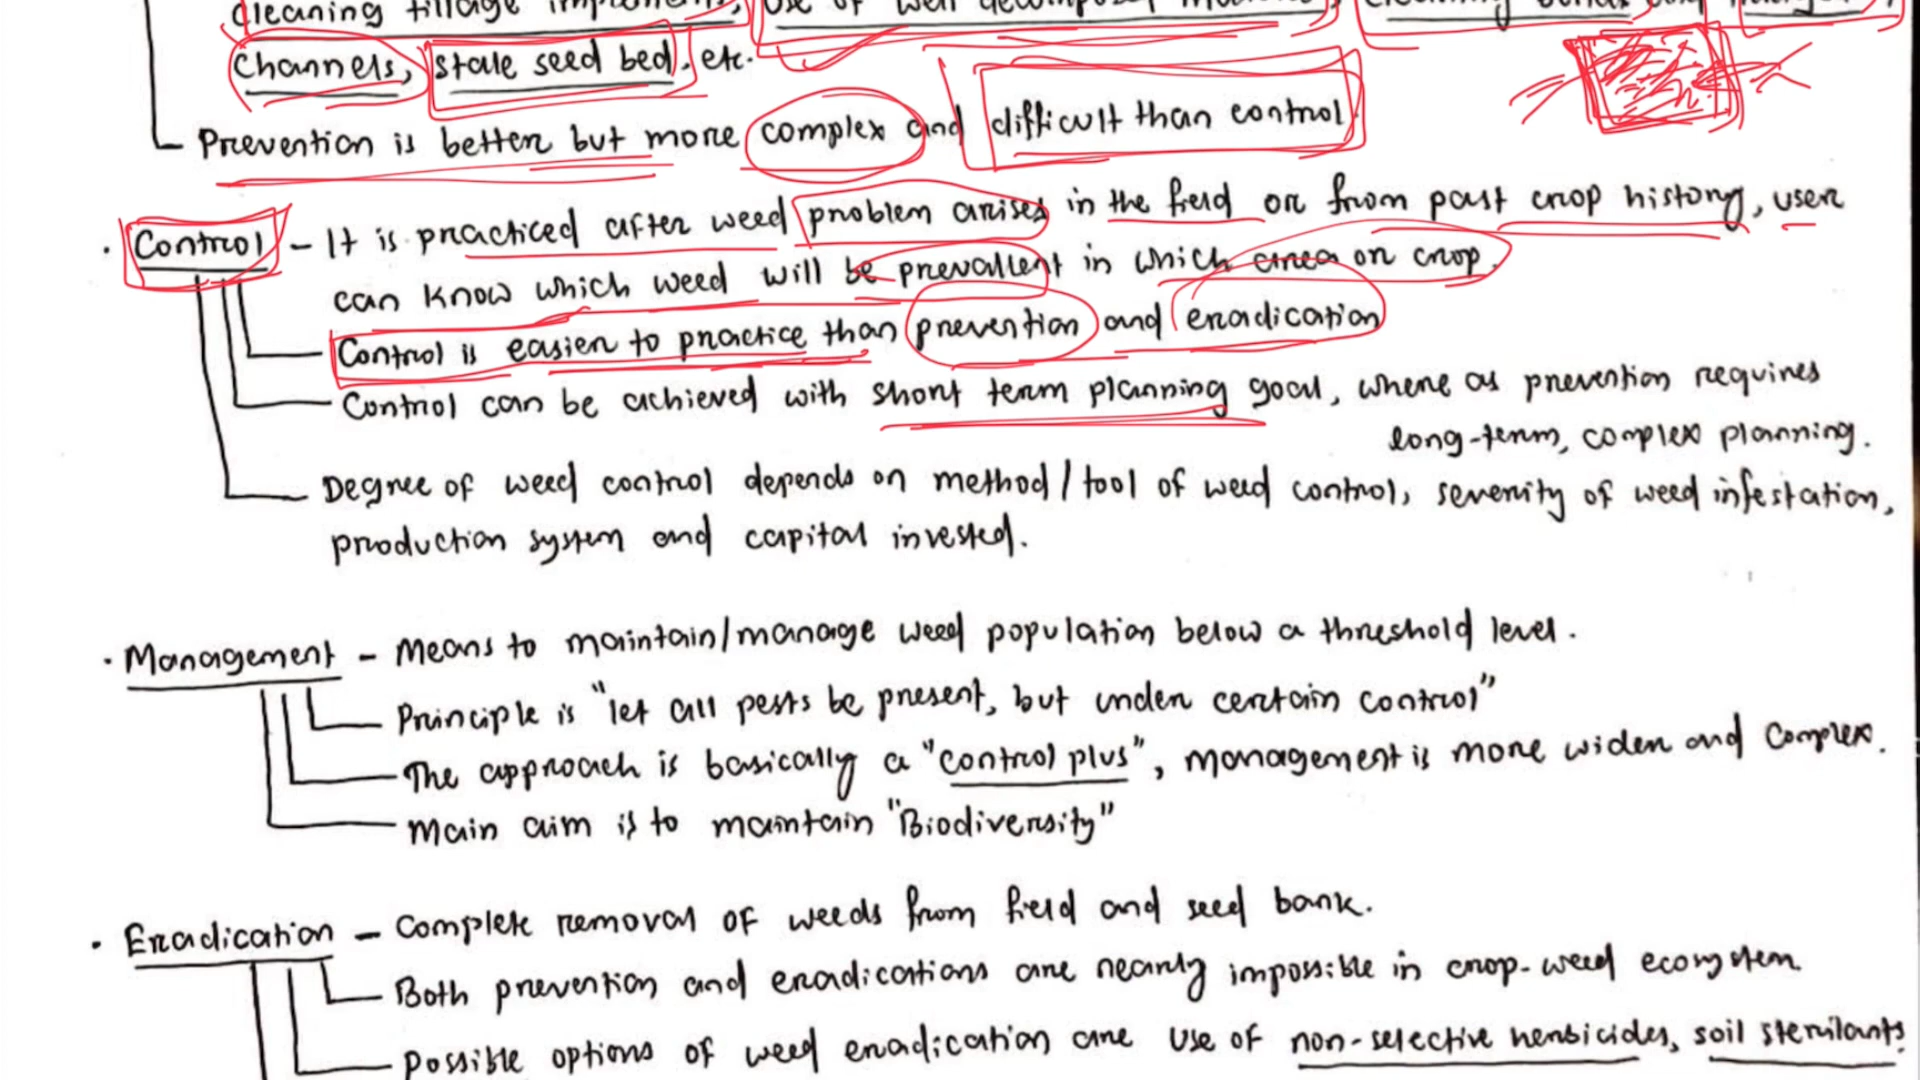 cleaning tillage implements, use of well decomposed
channels, stale seed bed, etc.
Prevention is better but more complex and difficult than control.
· Control – It is practiced after weed problem arises in the field or from past crop history, user
can know which weed will be prevallent in which area or crop.
Control is easier to practice than prevention and eradication
Control can be achieved with short term planning goal, where as prevention requires
long-term, complex planning.
Degree of weed control depends on method/tool of weed control, severity of weed infestation,
production system and capital invested.
· Management – Means to maintain/manage weed population below a threshold level.
Principle is "let all pests be present, but under certain control"
The approach is basically a "control plus", management is more wider and complex.
Main aim is to maintain "Biodiversity"
· Eradication – Complete removal of weeds from field and seed bank.
Both prevention and eradications are nearly impossible in crop-weed ecosystem.
Possible options of weed eradication are use of non-selective herbicides, soil sterilants.